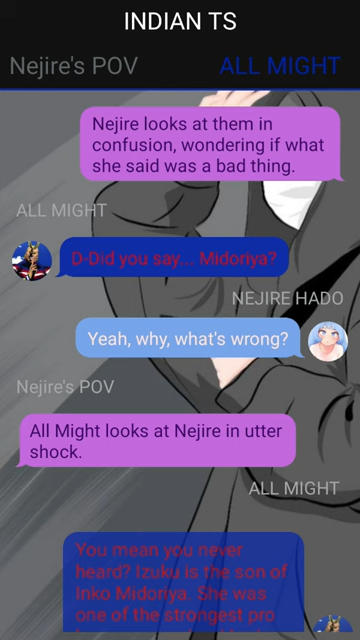 INDIAN TS
Nejire's POV
ALL MIGHT
Nejire looks at them in
confusion, wondering if what
she said was a bad thing.
ALL MIGHT
D-Did you say... Midoriya?
NEJIRE HADO
Yeah, why, what's wrong?
Nejire's POV
All Might looks at Nejire in utter
shock.
ALL MIGHT
You mean you never
heard? Izuku is the son of
Inko Midoriya. She was
one of the strongest pro